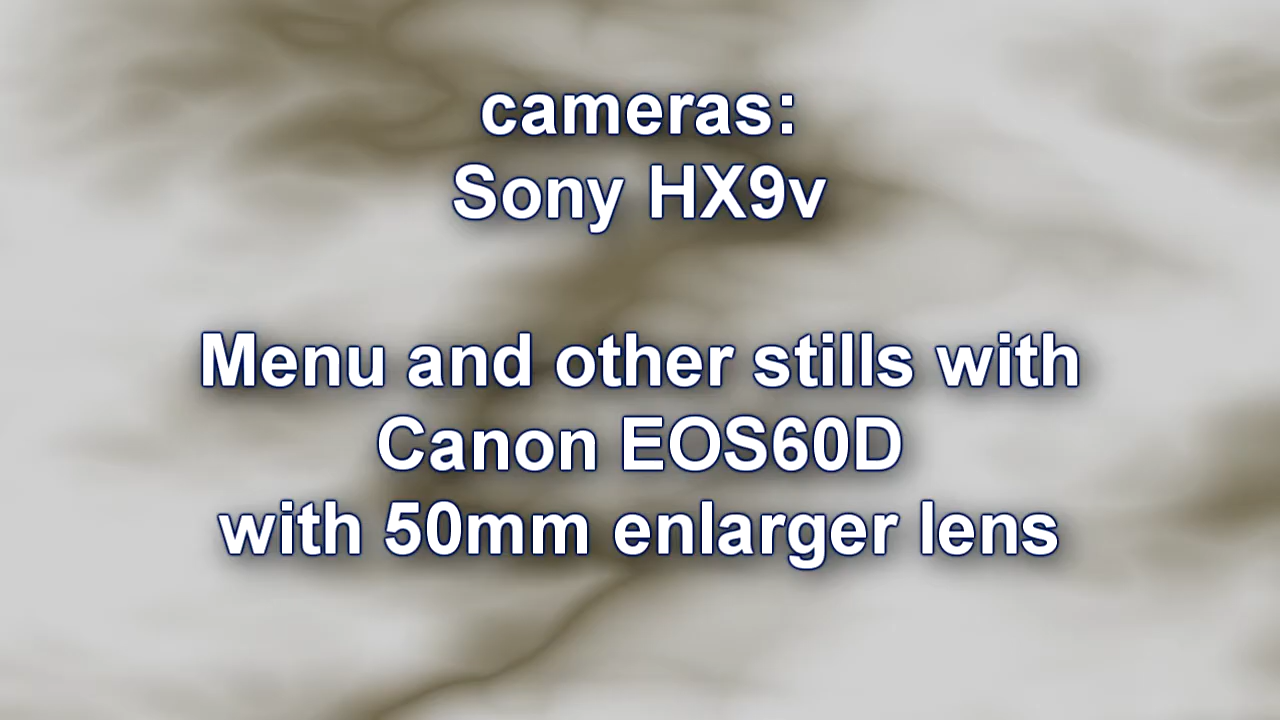 cameras:
Sony HX9v
Menu and other stills with
Canon EOS60D
with 50mm enlarger lens